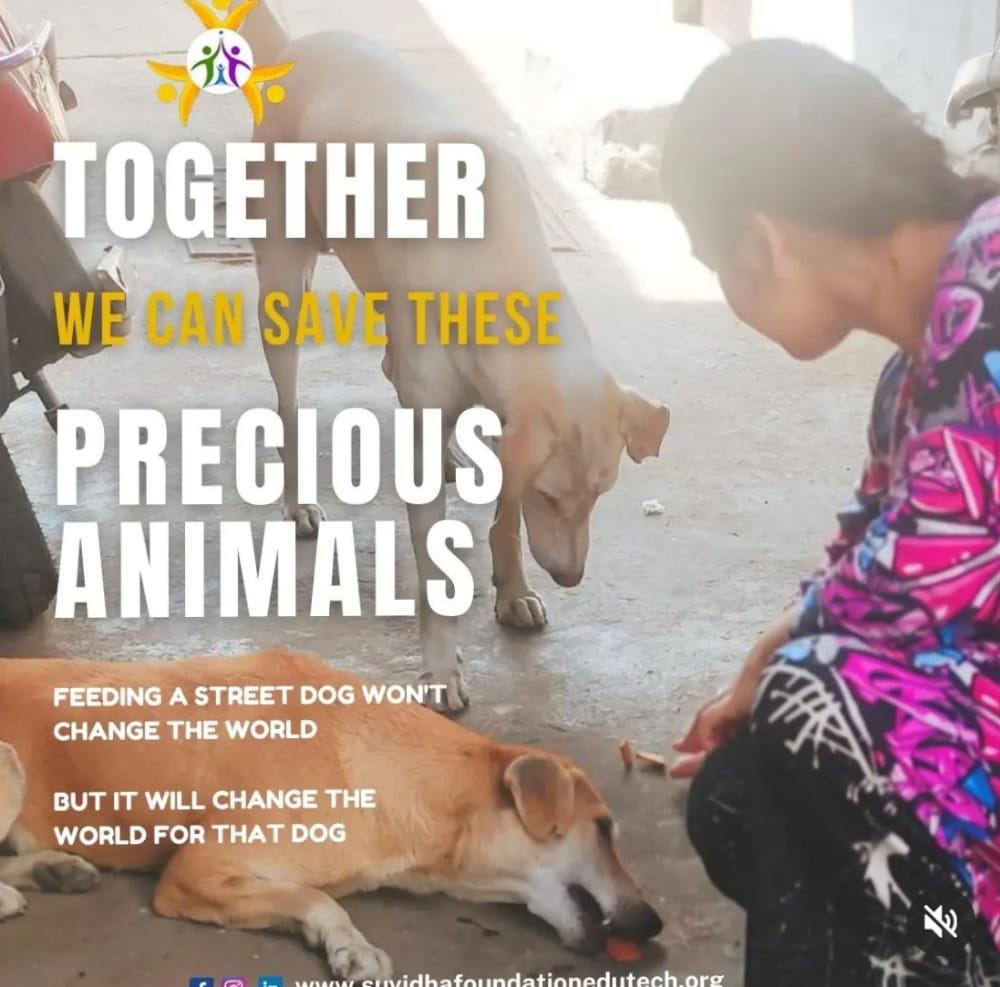 TOGETHER
WE CAN SAVE THESE
PRECIOUS
ANIMALS
FEEDING A STREET DOG WON'T
CHANGE THE WORLD
BUT IT WILL CHANGE THE
WORLD FOR THAT DOG
www.suvidhafoundationedutech.org